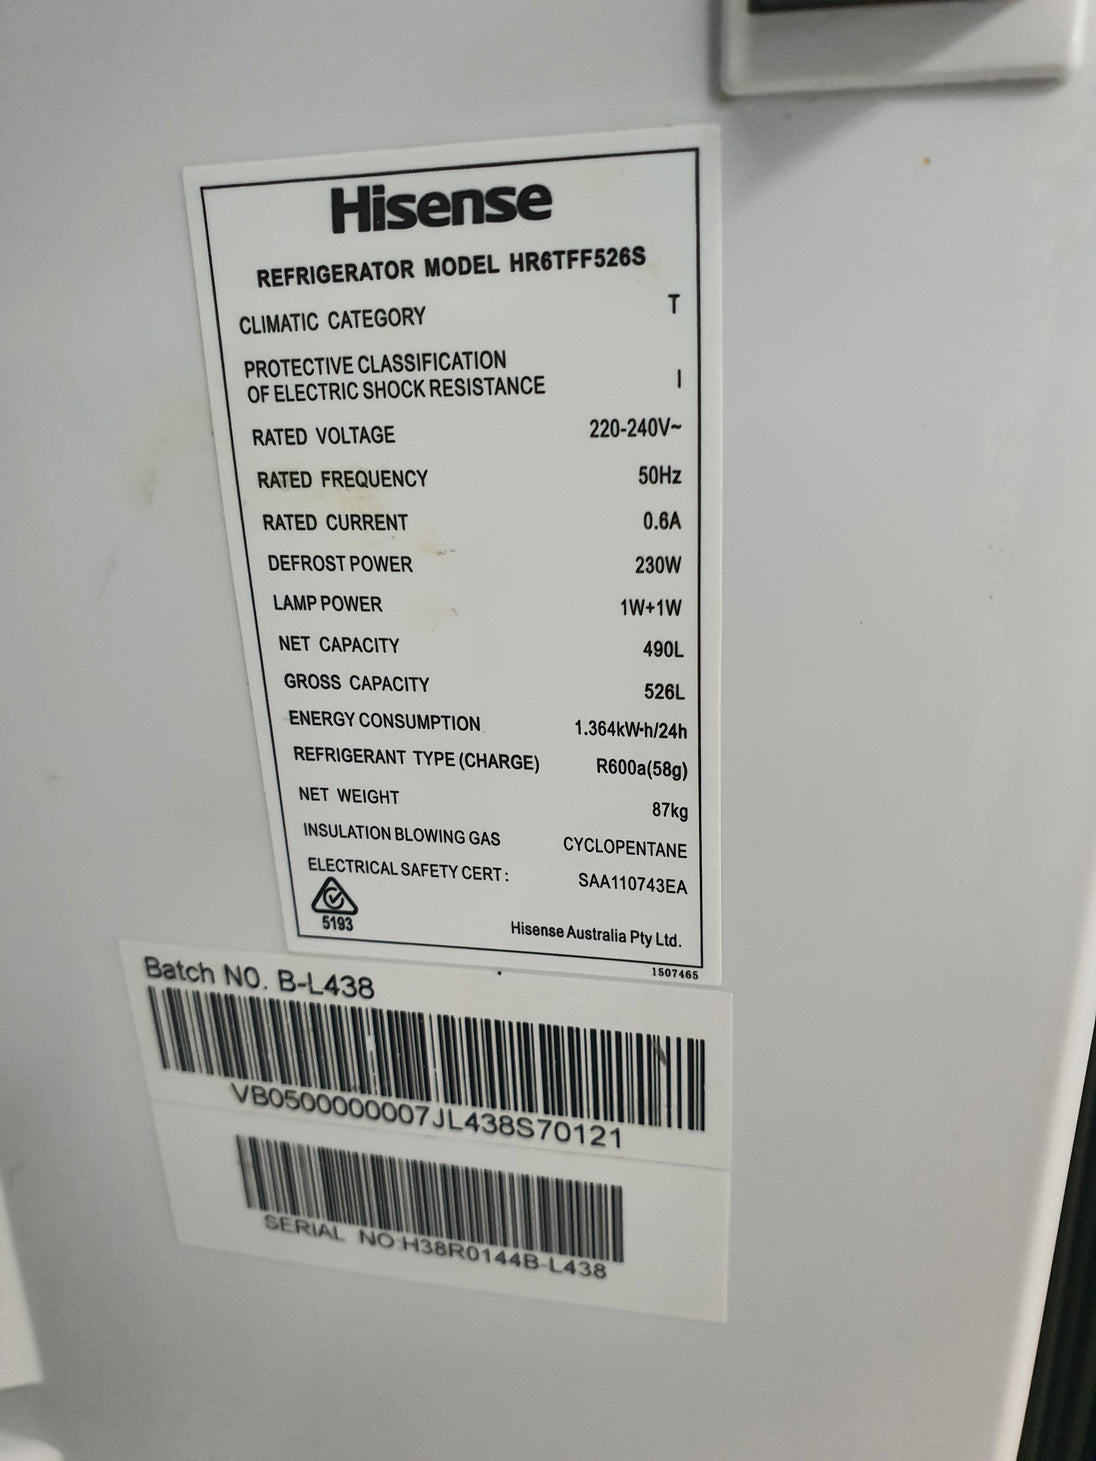 Hisense
REFRIGERATOR MODEL HR6TFF526S
CLIMATIC CATEGORY T
PROTECTIVE CLASSIFICATION
OF ELECTRIC SHOCK RESISTANCE I
RATED VOLTAGE 220-240V~
RATED FREQUENCY 50Hz
RATED CURRENT 0.6A
DEFROST POWER 230W
LAMP POWER 1W+1W
NET CAPACITY 490L
GROSS CAPACITY 526L
ENERGY CONSUMPTION 1.364kW·h/24h
REFRIGERANT TYPE (CHARGE) R600a(58g)
NET WEIGHT 87kg
INSULATION BLOWING GAS CYCLOPENTANE
ELECTRICAL SAFETY CERT: SAA110743EA
5193
Hisense Australia Pty Ltd.
1507465
Batch NO. B-L438
VB0500000007JL438S70121
SERIAL NO:H38R0144B-L438